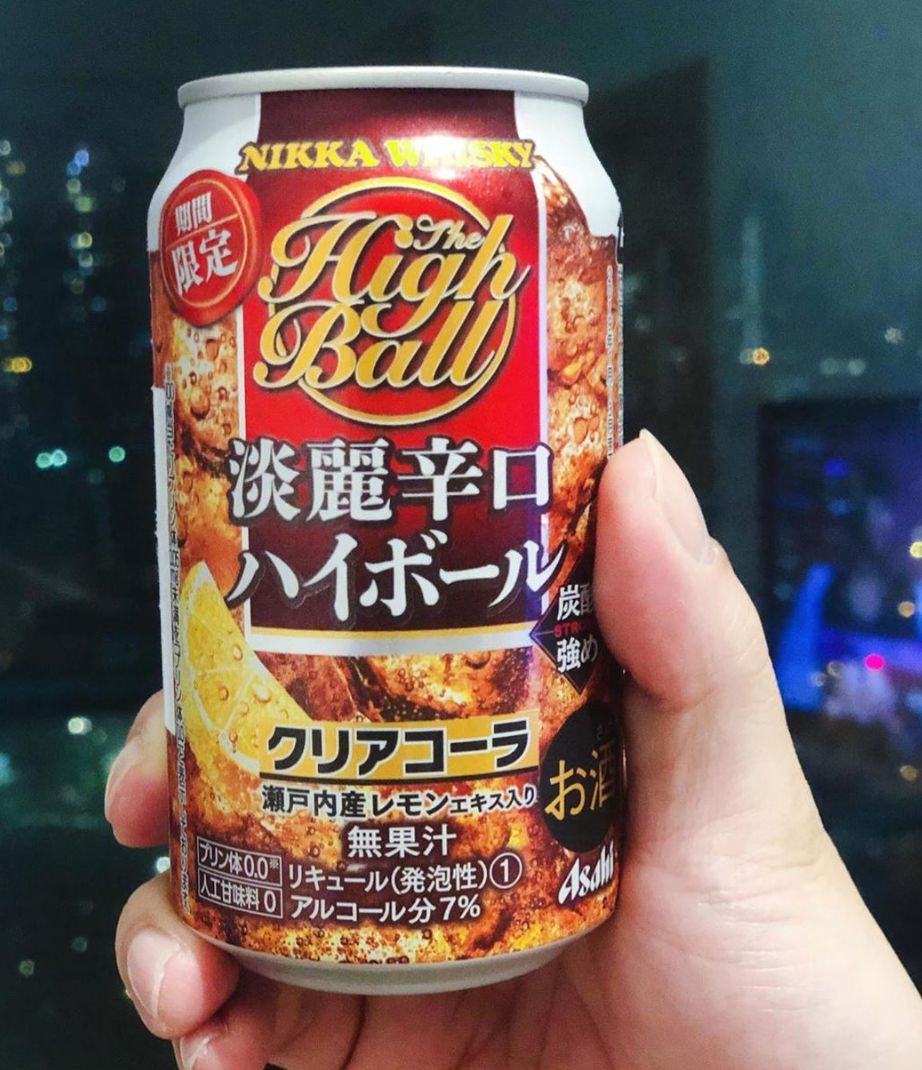 NIKKA WHISKY
期間
限定
The
High
Ball
淡麗辛口
ハイボール
炭酸
強め
クリアコーラ
瀬戸内産レモンエキス入り
無果汁
お酒
プリン体0.0※
人工甘味料 0
リキュール(発泡性)①
アルコール分7%
Asahi